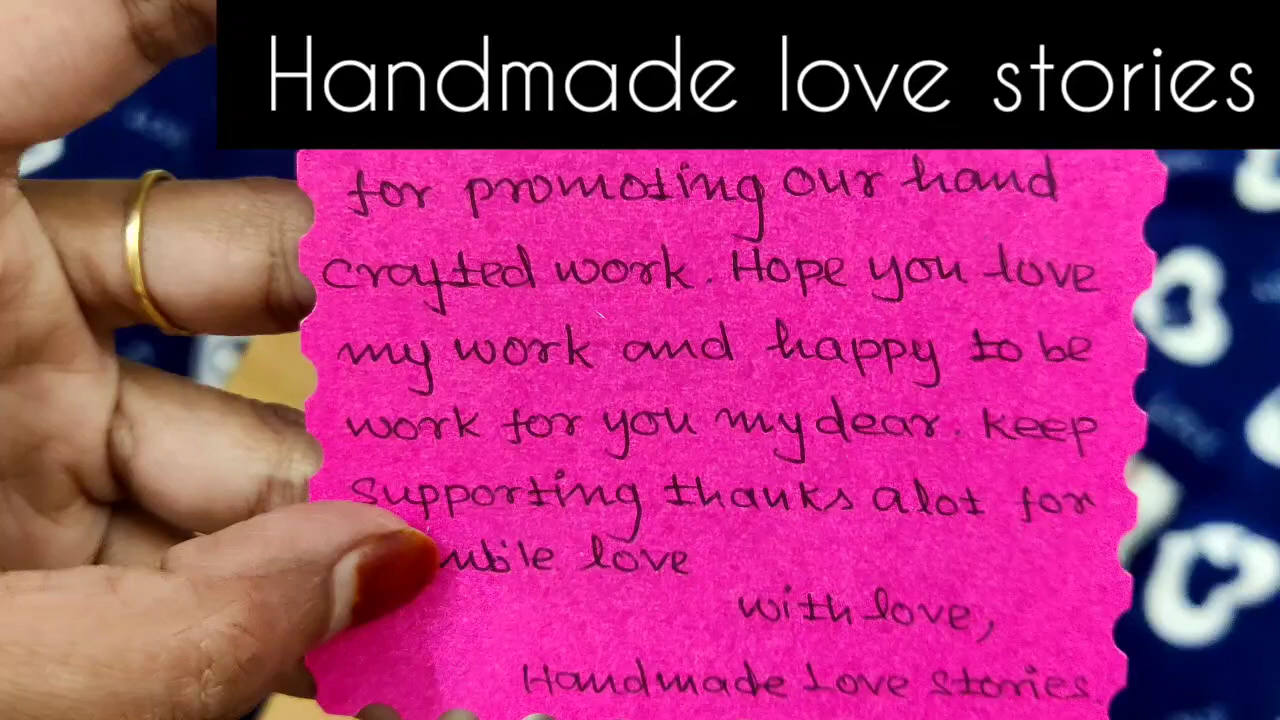 Handmade love stories
for promoting our hand
crafted work. Hope you love
my work and happy to be
work for you my dear. keep
supporting thanks alot for
love
with love,
Handmade Love stories